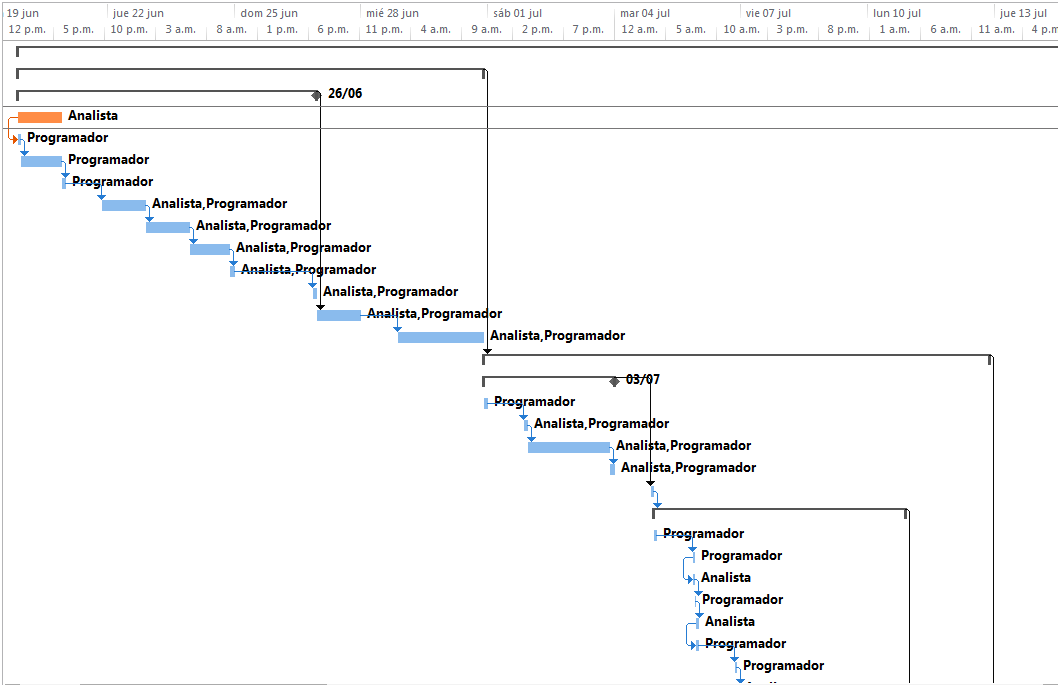 19 jun jue 22 jun dom 25 jun mié 28 jun sáb 01 jul mar 04 jul vie 07 jul lun 10 jul jue 13 jul
12 p.m. 5 p.m. 10 p.m. 3 a.m. 8 a.m. 1 p.m. 6 p.m. 11 p.m. 4 a.m. 9 a.m. 2 p.m. 7 p.m. 12 a.m. 5 a.m. 10 a.m. 3 p.m. 8 p.m. 1 a.m. 6 a.m. 11 a.m. 4 p.m
26/06
Analista
Programador
Programador
Programador
Analista,Programador
Analista,Programador
Analista,Programador
Analista,Programador
Analista,Programador
Analista,Programador
Analista,Programador
03/07
Programador
Analista,Programador
Analista,Programador
Analista,Programador
Programador
Programador
Analista
Programador
Analista
Programador
Programador